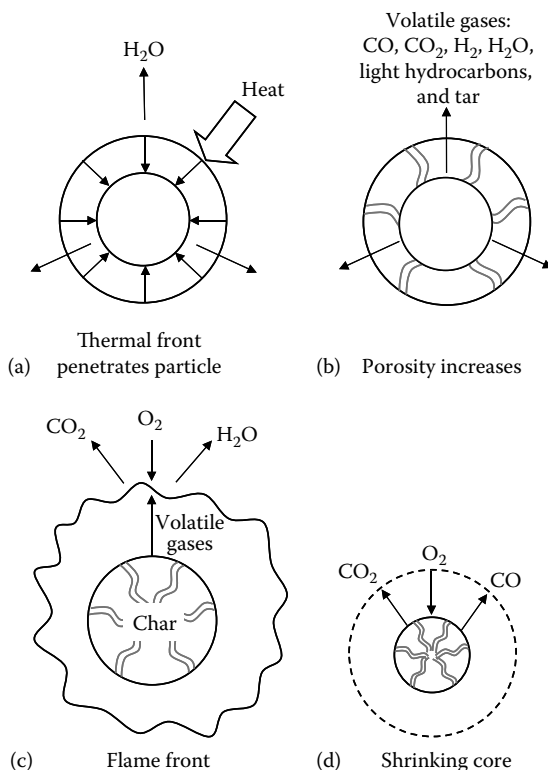 H₂O
Heat
Thermal front
(a) penetrates particle
Volatile gases:
CO, CO₂, H₂, H₂O,
light hydrocarbons,
and tar
(b) Porosity increases
CO₂
O₂
H₂O
Volatile
gases
Char
(c) Flame front
CO₂
O₂
CO
(d) Shrinking core